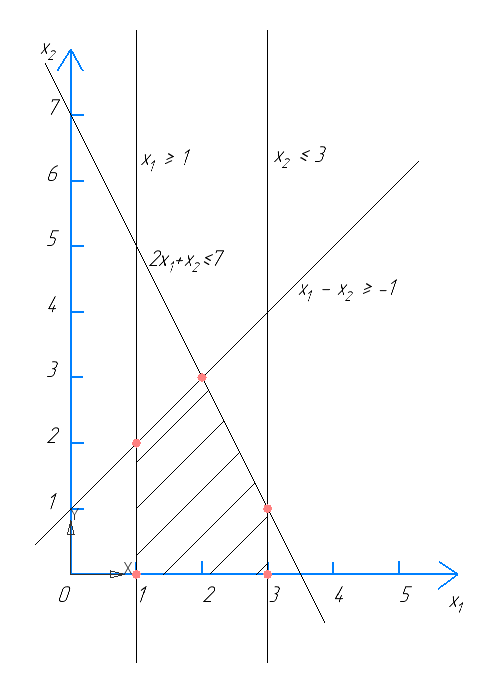 x₂
7
x₁ ≥ 1
x₂ ≤ 3
6
5
2x₁+x₂≤7
x₁ - x₂ ≥ -1
4
3
2
1
Y
X
0 1 2 3 4 5
x₁